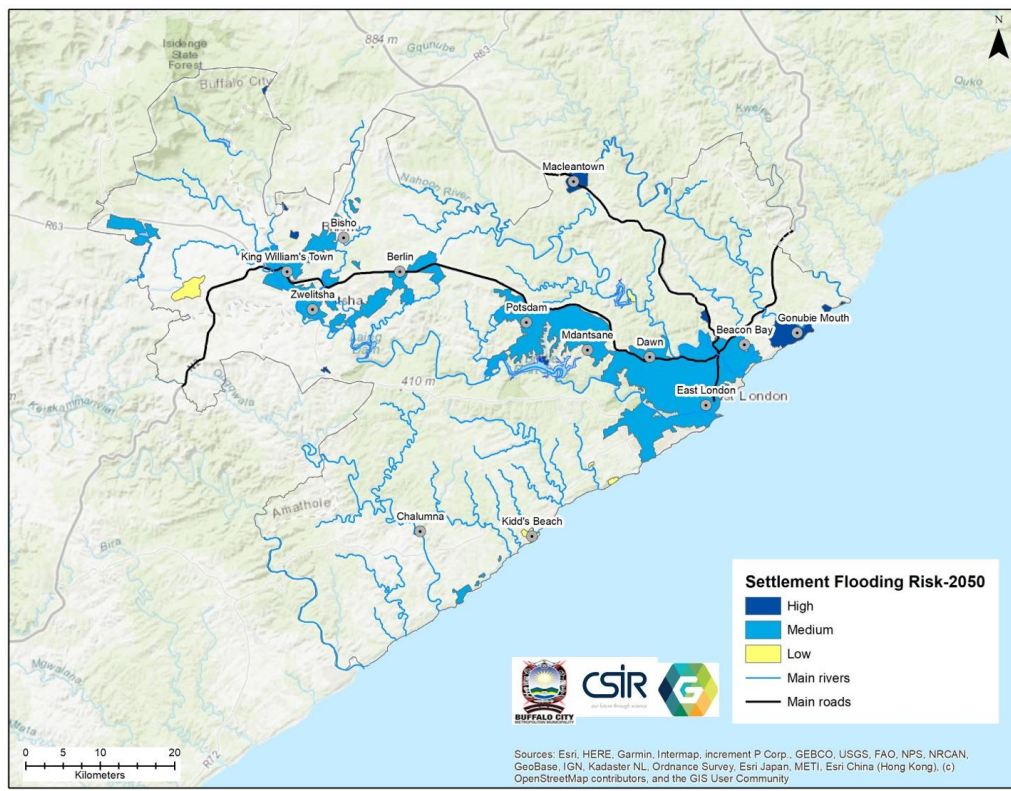 N
884 m
Gqunube
R63
Isidenge
State
Forest
Buffalo City
Quko
Kwelera
Macleantown
Nahoon River
R63
Bisho
King William's Town
Berlin
Zwelitsha
Potsdam
Gonubie Mouth
Beacon Bay
Mdantsane
Dawn
410 m
East London
st London
Keiskammarivier
Amathole
Chalumna
Kidd's Beach
Bira
Mgwalana
R72
Settlement Flooding Risk-2050
High
Medium
Low
Main rivers
Main roads
BUFFALO CITY
METROPOLITAN MUNICIPALITY
CSIR
our future through science
G
0 5 10 20
Kilometers
Sources: Esri, HERE, Garmin, Intermap, increment P Corp., GEBCO, USGS, FAO, NPS, NRCAN,
GeoBase, IGN, Kadaster NL, Ordnance Survey, Esri Japan, METI, Esri China (Hong Kong), (c)
OpenStreetMap contributors, and the GIS User Community